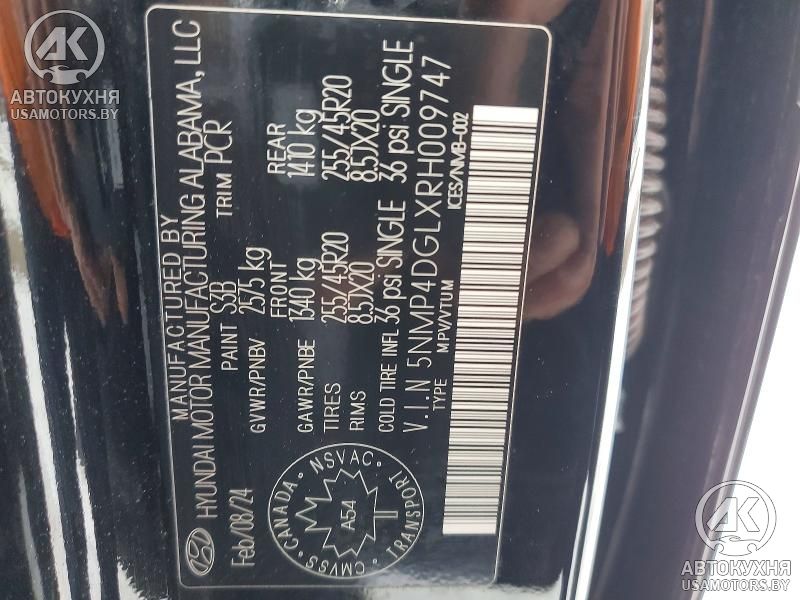 AK
АВТОКУХНЯ
USAMOTORS.BY
MANUFACTURED BY
HYUNDAI MOTOR MANUFACTURING ALABAMA, LLC
Feb/08/24 PAINT S3B TRIM PCR
GVWR/PNBV 2575 kg
FRONT REAR
GAWR/PNBE 1340 kg 1410 kg
TIRES 255/45R20 255/45R20
RIMS 8.5JX20 8.5JX20
COLD TIRE INFL 36 psi SINGLE 36 psi SINGLE
V.I.N 5NMP4DGLXRH009747
TYPE MPV/VTUM ICES/NMB-002
CMVSS · CANADA · NSVAC · TRANSPORT
A54
AK
АВТОКУХНЯ
USAMOTORS.BY